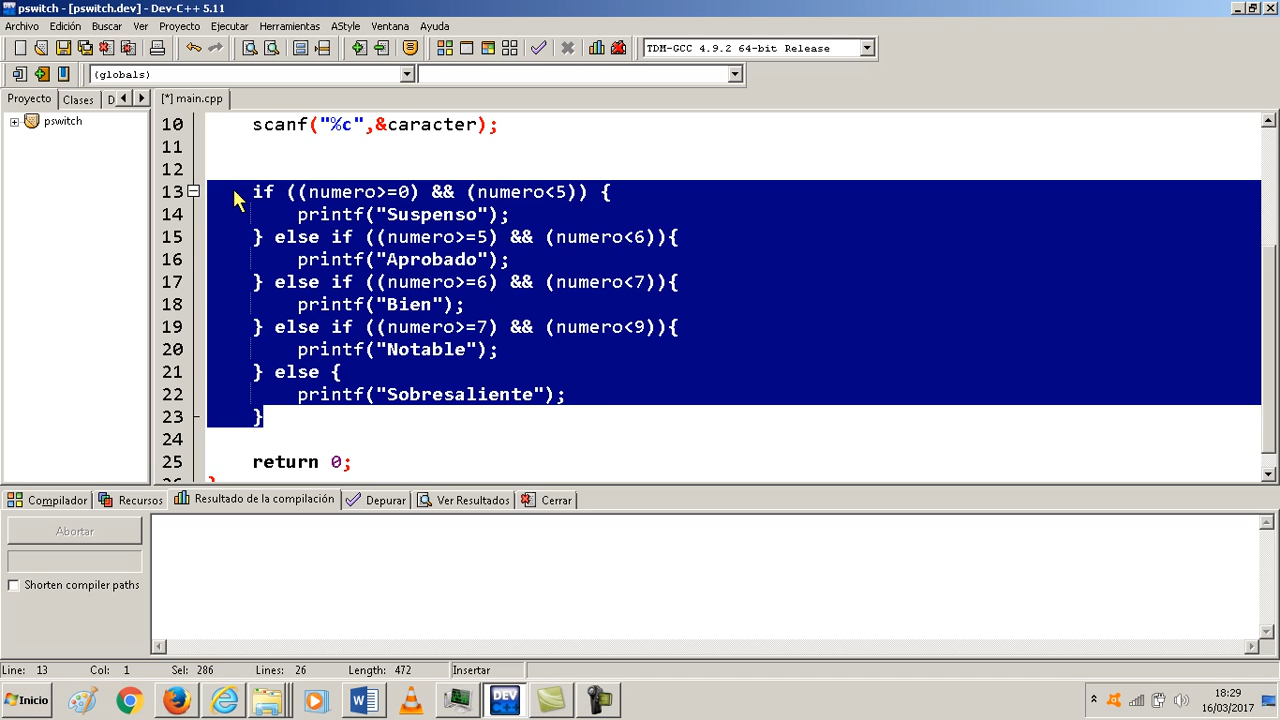 pswitch - [pswitch.dev] - Dev-C++ 5.11
Archivo Edición Buscar Ver Proyecto Ejecutar Herramientas AStyle Ventana Ayuda
TDM-GCC 4.9.2 64-bit Release
(globals)
Proyecto Clases D [*] main.cpp
pswitch
10 scanf("%c",&caracter);
11
12
13 if ((numero>=0) && (numero<5)) {
14 printf("Suspenso");
15 } else if ((numero>=5) && (numero<6)){
16 printf("Aprobado");
17 } else if ((numero>=6) && (numero<7)){
18 printf("Bien");
19 } else if ((numero>=7) && (numero<9)){
20 printf("Notable");
21 } else {
22 printf("Sobresaliente");
23 }
24
25 return 0;
Compilador Recursos Resultado de la compilación Depurar Ver Resultados Cerrar
Abortar
Shorten compiler paths
Line: 13 Col: 1 Sel: 286 Lines: 26 Length: 472 Insertar
Inicio DEV C++ 18:29
16/03/2017